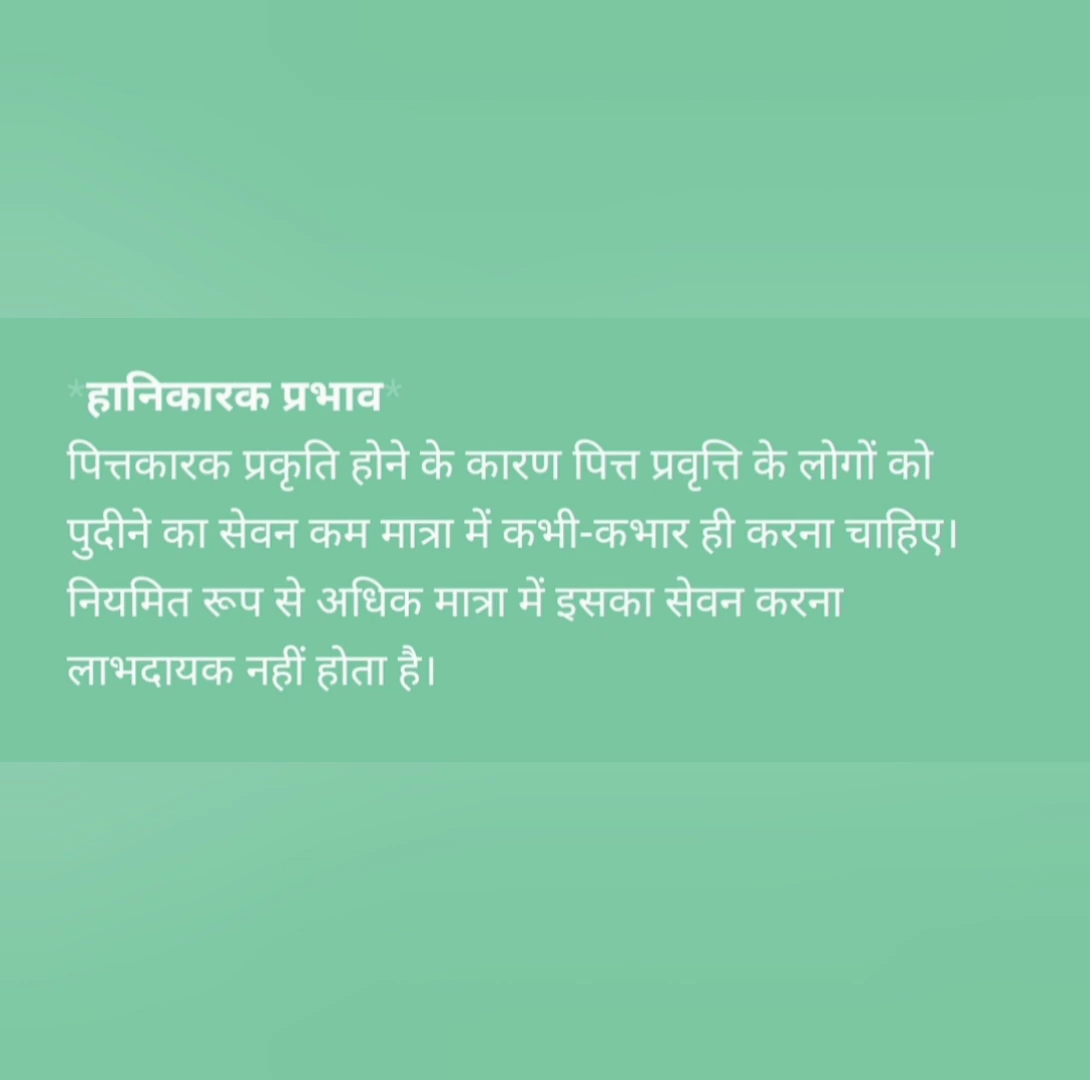 *हानिकारक प्रभाव*
पित्तकारक प्रकृति होने के कारण पित्त प्रवृत्ति के लोगों को
पुदीने का सेवन कम मात्रा में कभी-कभार ही करना चाहिए।
नियमित रूप से अधिक मात्रा में इसका सेवन करना
लाभदायक नहीं होता है।